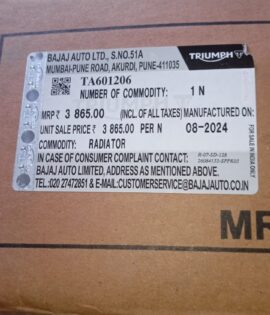 BAJAJ AUTO LTD., S.NO.51A
MUMBAI-PUNE ROAD, AKURDI, PUNE-411035
TRIUMPH
TA601206
NUMBER OF COMMODITY: 1 N
MRP ₹ 3 865.00 (INCL. OF ALL TAXES) MANUFACTURED ON:
UNIT SALE PRICE ₹ 3 865.00 PER N 08-2024
COMMODITY: RADIATOR
IN CASE OF CONSUMER COMPLAINT CONTACT:
BAJAJ AUTO LIMITED, ADDRESS AS MENTIONED ABOVE.
TEL.:020 27472851 & E-MAIL:CUSTOMERSERVICE@BAJAJAUTO.CO.IN
FOR SALE IN INDIA ONLY
MR